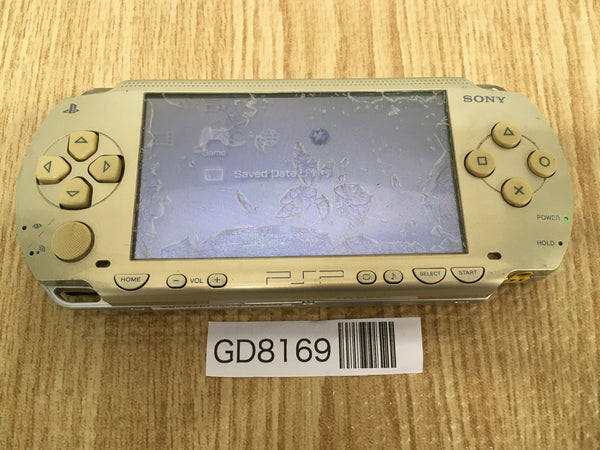 SONY
Game
Saved Data
POWER
HOLD
HOME
VOL
PSP
SELECT
START
GD8169